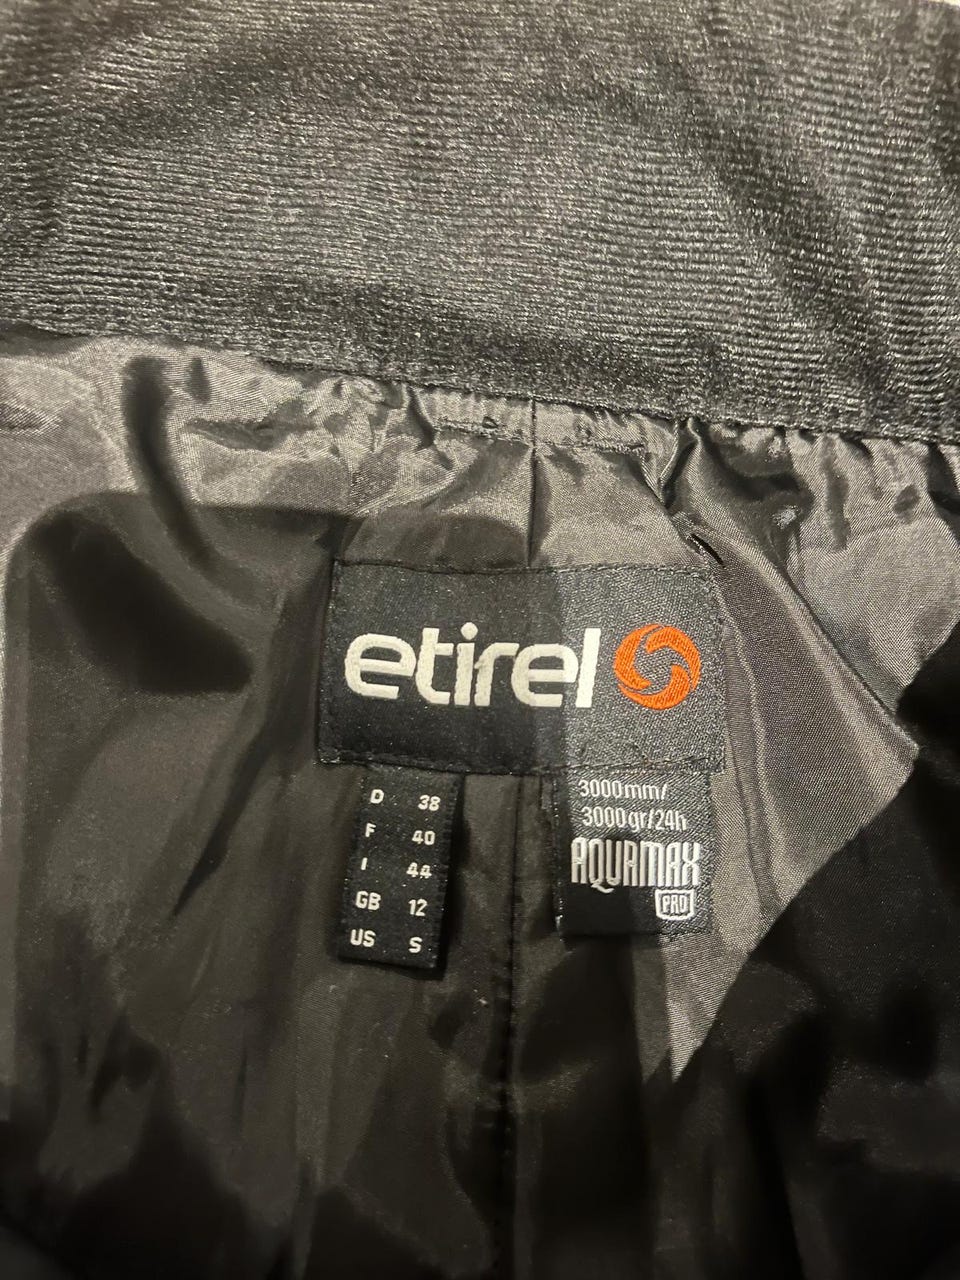 etirel
D 38
F 40
I 44
GB 12
US S
3000mm/
3000gr/24h
AQUAMAX
PRO